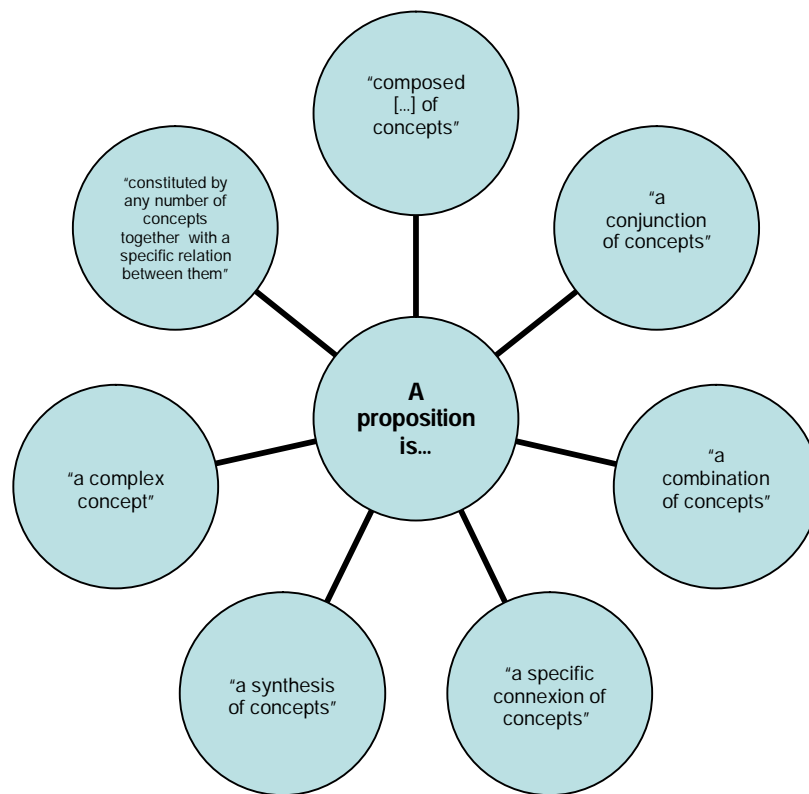 "composed
[...] of
concepts"
"constituted by
any number of
concepts
together with a
specific relation
between them"
"a
conjunction
of concepts"
A
proposition
is...
"a complex
concept"
"a
combination
of concepts"
"a synthesis
of concepts"
"a specific
connexion of
concepts"